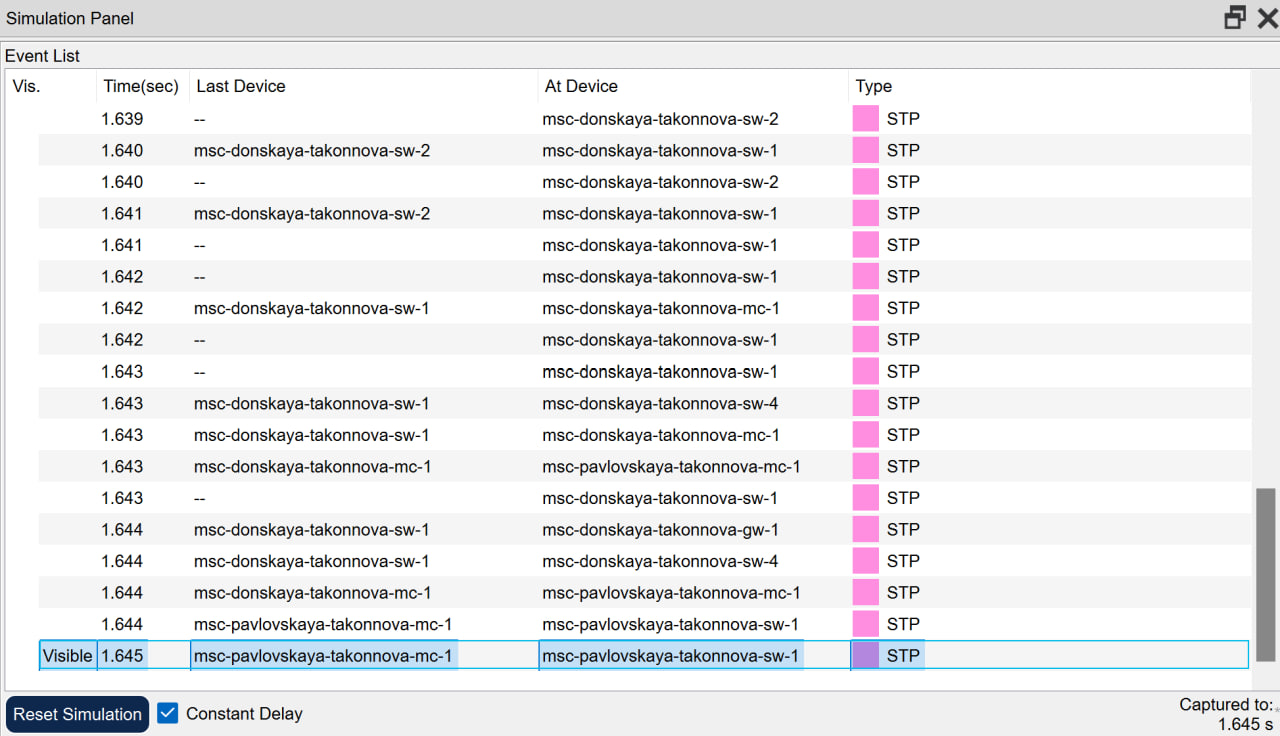 Simulation Panel
Event List
Vis. Time(sec) Last Device At Device Type
1.639 -- msc-donskaya-takonnova-sw-2 STP
1.640 msc-donskaya-takonnova-sw-2 msc-donskaya-takonnova-sw-1 STP
1.640 -- msc-donskaya-takonnova-sw-2 STP
1.641 msc-donskaya-takonnova-sw-2 msc-donskaya-takonnova-sw-1 STP
1.641 -- msc-donskaya-takonnova-sw-1 STP
1.642 -- msc-donskaya-takonnova-sw-1 STP
1.642 msc-donskaya-takonnova-sw-1 msc-donskaya-takonnova-mc-1 STP
1.642 -- msc-donskaya-takonnova-sw-1 STP
1.643 -- msc-donskaya-takonnova-sw-1 STP
1.643 msc-donskaya-takonnova-sw-1 msc-donskaya-takonnova-sw-4 STP
1.643 msc-donskaya-takonnova-sw-1 msc-donskaya-takonnova-mc-1 STP
1.643 msc-donskaya-takonnova-mc-1 msc-pavlovskaya-takonnova-mc-1 STP
1.643 -- msc-donskaya-takonnova-sw-1 STP
1.644 msc-donskaya-takonnova-sw-1 msc-donskaya-takonnova-gw-1 STP
1.644 msc-donskaya-takonnova-sw-1 msc-donskaya-takonnova-sw-4 STP
1.644 msc-donskaya-takonnova-mc-1 msc-pavlovskaya-takonnova-mc-1 STP
1.644 msc-pavlovskaya-takonnova-mc-1 msc-pavlovskaya-takonnova-sw-1 STP
Visible 1.645 msc-pavlovskaya-takonnova-mc-1 msc-pavlovskaya-takonnova-sw-1 STP
Reset Simulation Constant Delay Captured to: *
1.645 s